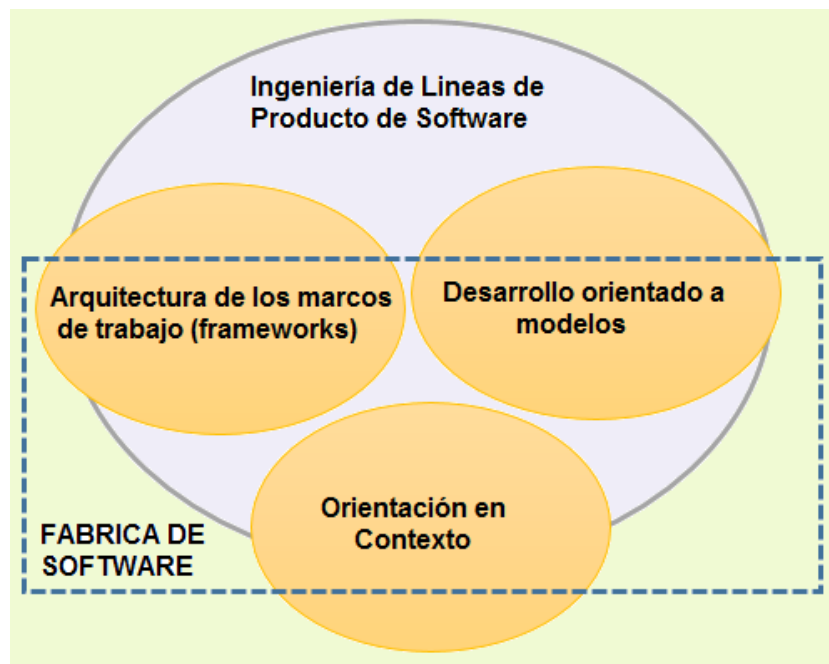 Ingeniería de Lineas de
Producto de Software
Arquitectura de los marcos
de trabajo (frameworks)
Desarrollo orientado a
modelos
Orientación en
Contexto
FABRICA DE
SOFTWARE